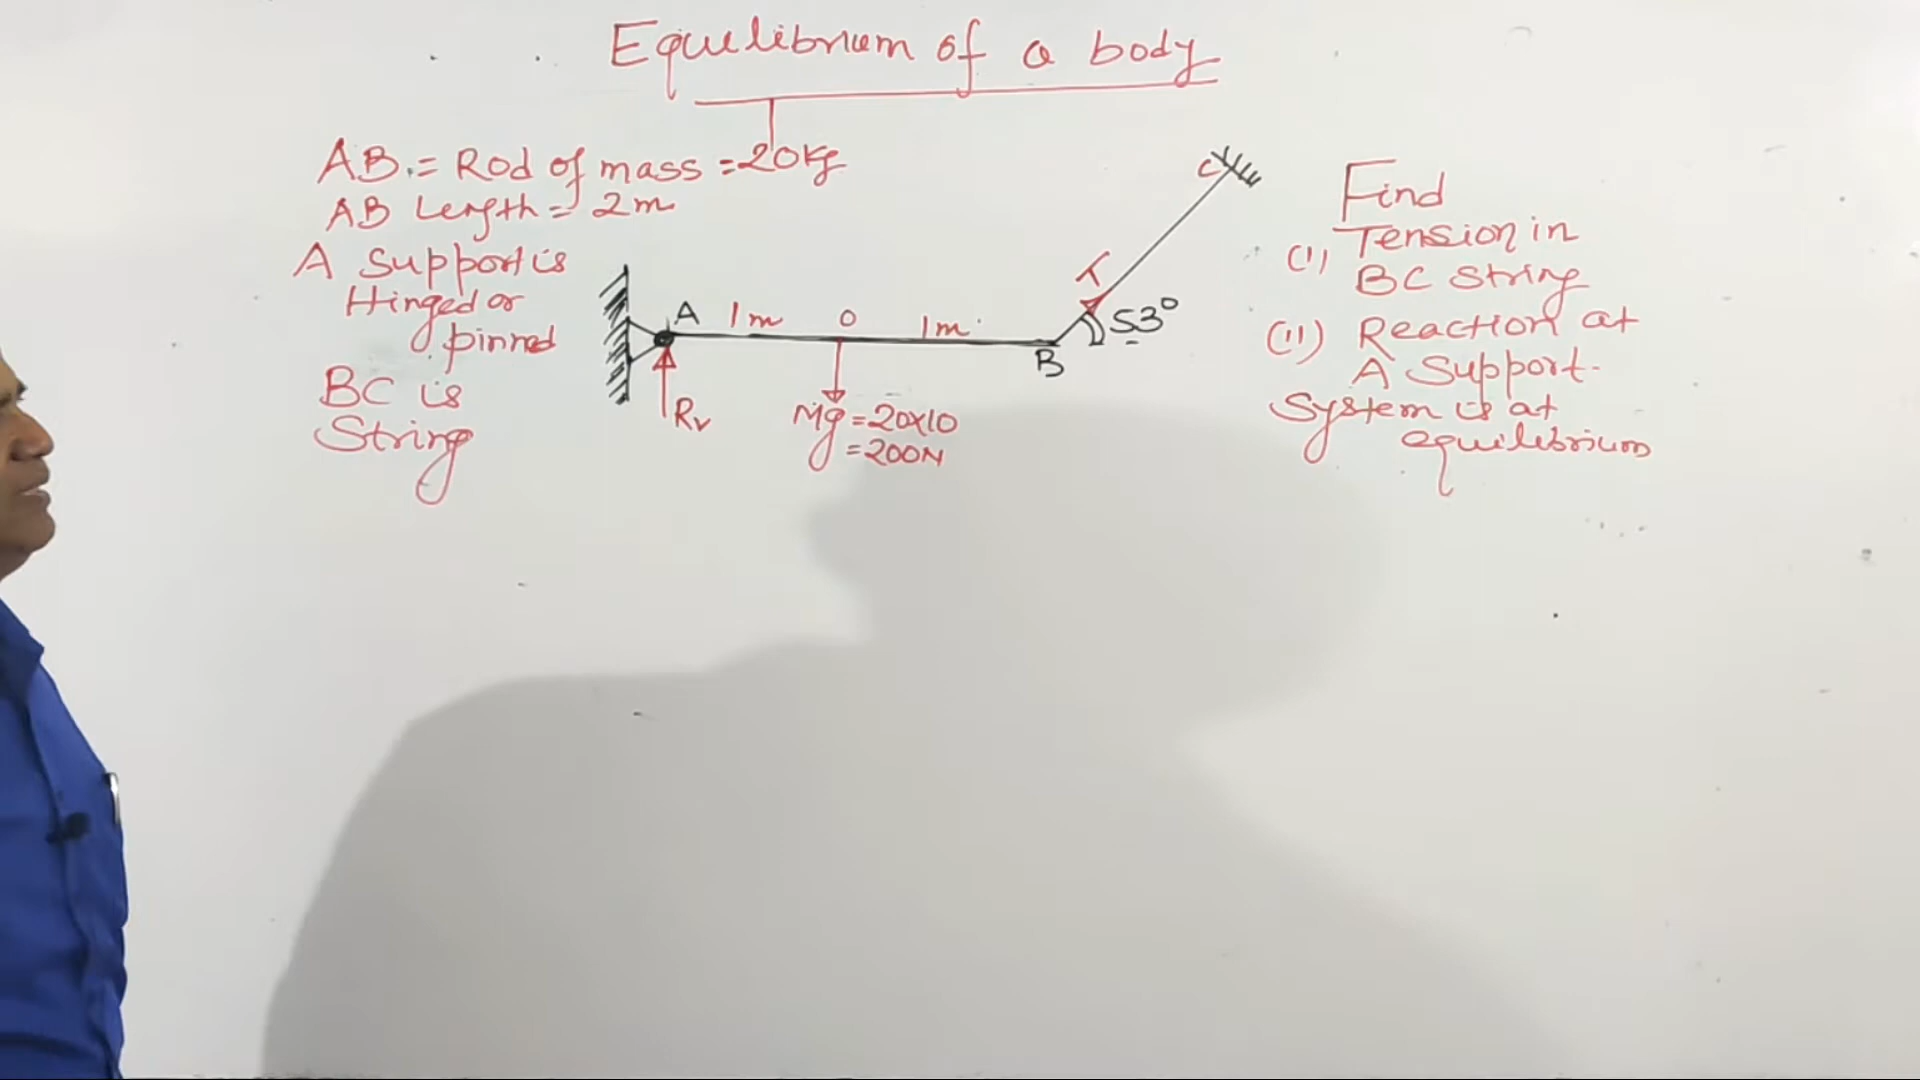 Equilibrium of a body
AB = Rod of mass = 20kg
AB Length = 2m
A Support is
Hinged or
pinned
BC is
String
A
1m
O
1m
B
T
53°
C
Rv
Mg = 20x10
= 200N
Find
(i) Tension in
BC String
(ii) Reaction at
A Support.
System is at
equilibrium